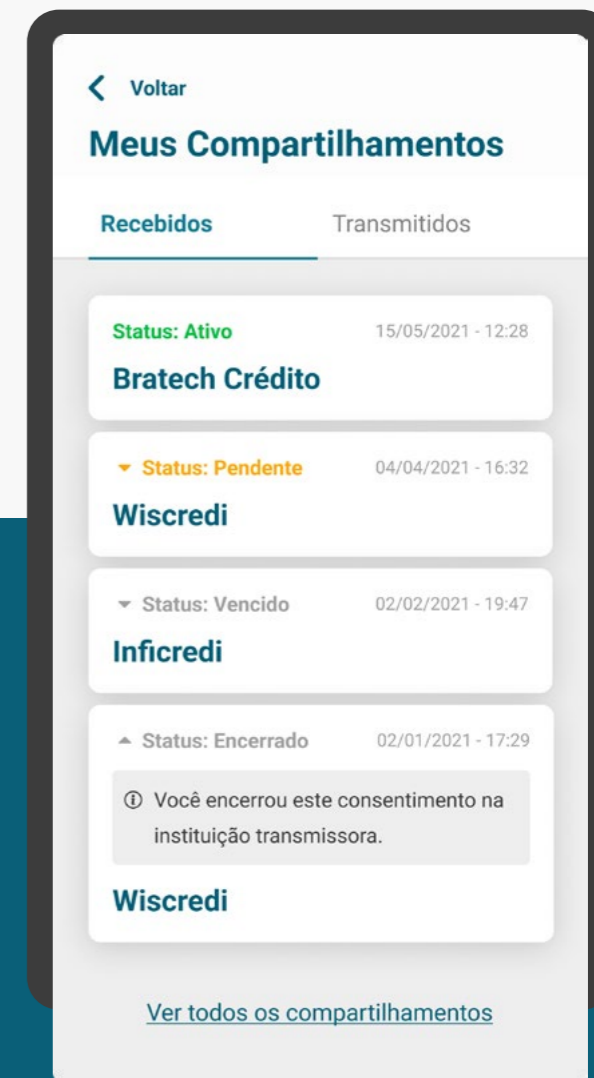 Voltar
Meus Compartilhamentos
Recebidos Transmitidos
Status: Ativo 15/05/2021 - 12:28
Bratech Crédito
Status: Pendente 04/04/2021 - 16:32
Wiscredi
Status: Vencido 02/02/2021 - 19:47
Inficredi
Status: Encerrado 02/01/2021 - 17:29
Você encerrou este consentimento na
instituição transmissora.
Wiscredi
Ver todos os compartilhamentos